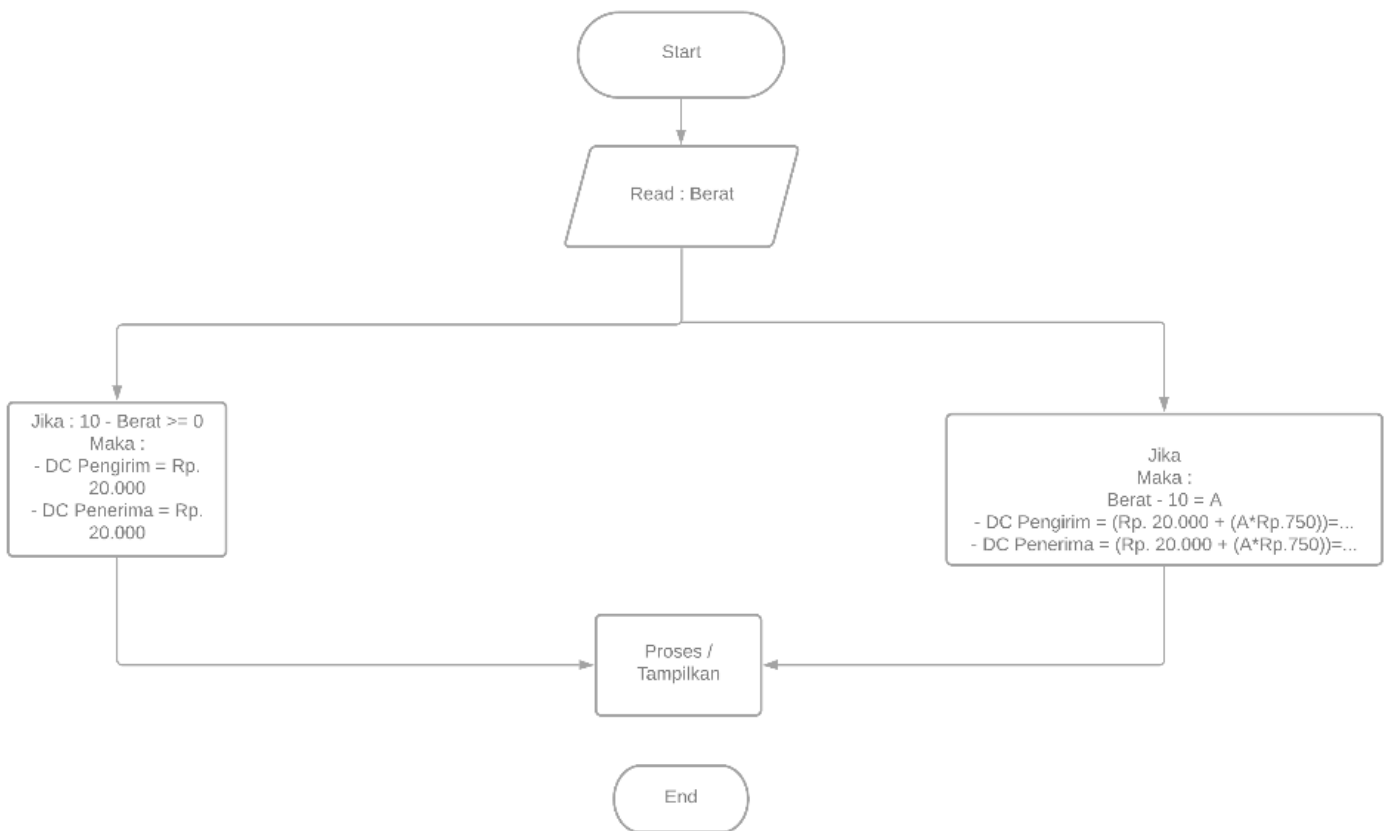 Start
Read : Berat
Jika : 10 - Berat >= 0
Maka :
- DC Pengirim = Rp.
20.000
- DC Penerima = Rp.
20.000
Jika
Maka :
Berat - 10 = A
- DC Pengirim = (Rp. 20.000 + (A*Rp.750))=...
- DC Penerima = (Rp. 20.000 + (A*Rp.750))=...
Proses /
Tampilkan
End